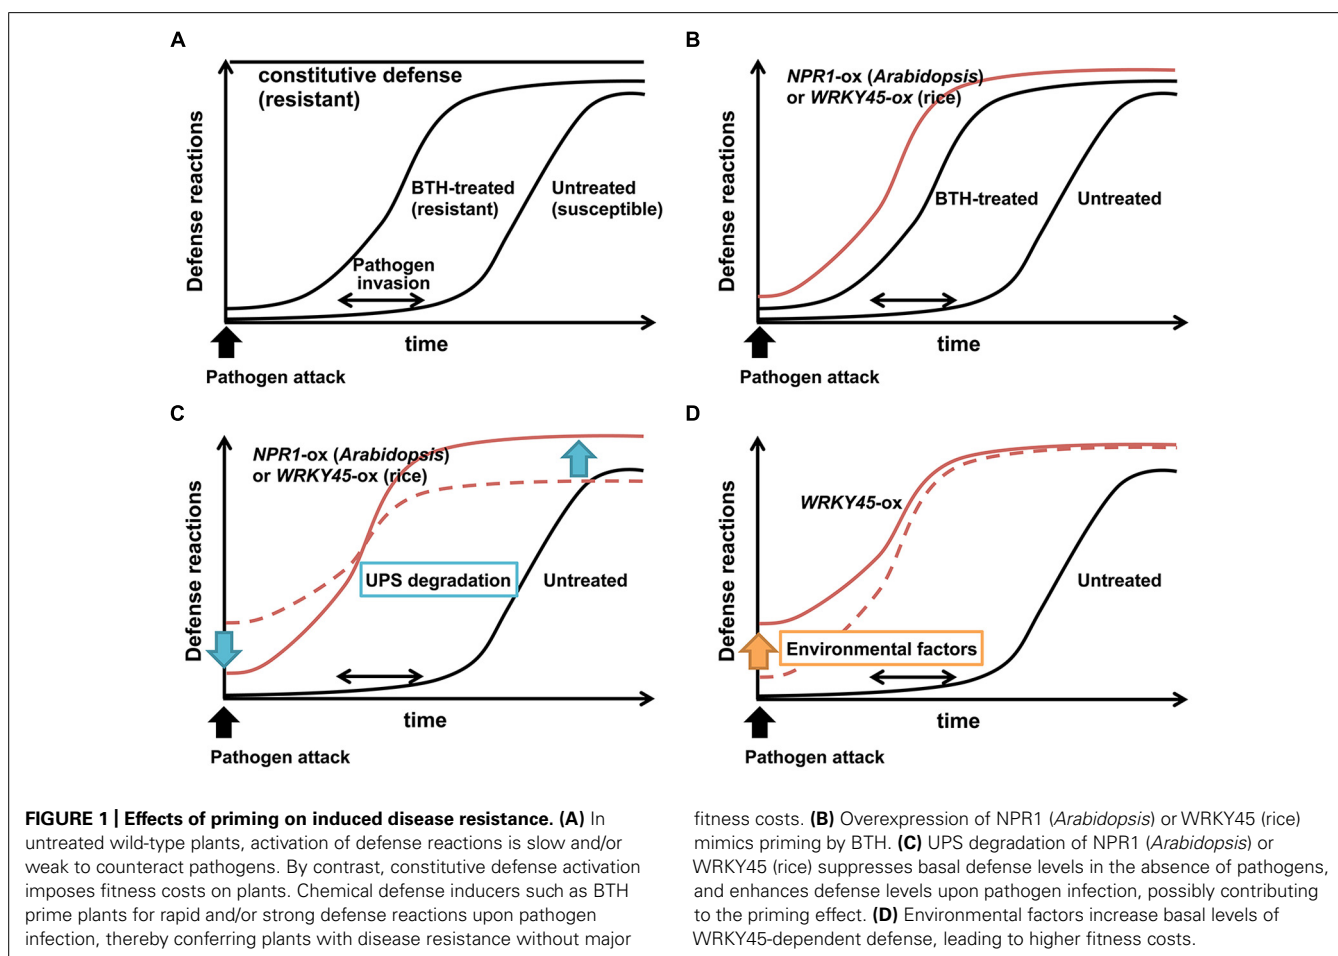 A
constitutive defense
(resistant)
BTH-treated
(resistant)
Untreated
(susceptible)
Pathogen
invasion
Defense reactions
time
Pathogen attack
B
NPR1-ox (Arabidopsis)
or WRKY45-ox (rice)
BTH-treated
Untreated
Defense reactions
time
Pathogen attack
C
NPR1-ox (Arabidopsis)
or WRKY45-ox (rice)
UPS degradation
Untreated
Defense reactions
time
Pathogen attack
D
WRKY45-ox
Untreated
Environmental factors
Defense reactions
time
Pathogen attack
FIGURE 1 | Effects of priming on induced disease resistance. (A) In
untreated wild-type plants, activation of defense reactions is slow and/or
weak to counteract pathogens. By contrast, constitutive defense activation
imposes fitness costs on plants. Chemical defense inducers such as BTH
prime plants for rapid and/or strong defense reactions upon pathogen
infection, thereby conferring plants with disease resistance without major
fitness costs. (B) Overexpression of NPR1 (Arabidopsis) or WRKY45 (rice)
mimics priming by BTH. (C) UPS degradation of NPR1 (Arabidopsis) or
WRKY45 (rice) suppresses basal defense levels in the absence of pathogens,
and enhances defense levels upon pathogen infection, possibly contributing
to the priming effect. (D) Environmental factors increase basal levels of
WRKY45-dependent defense, leading to higher fitness costs.